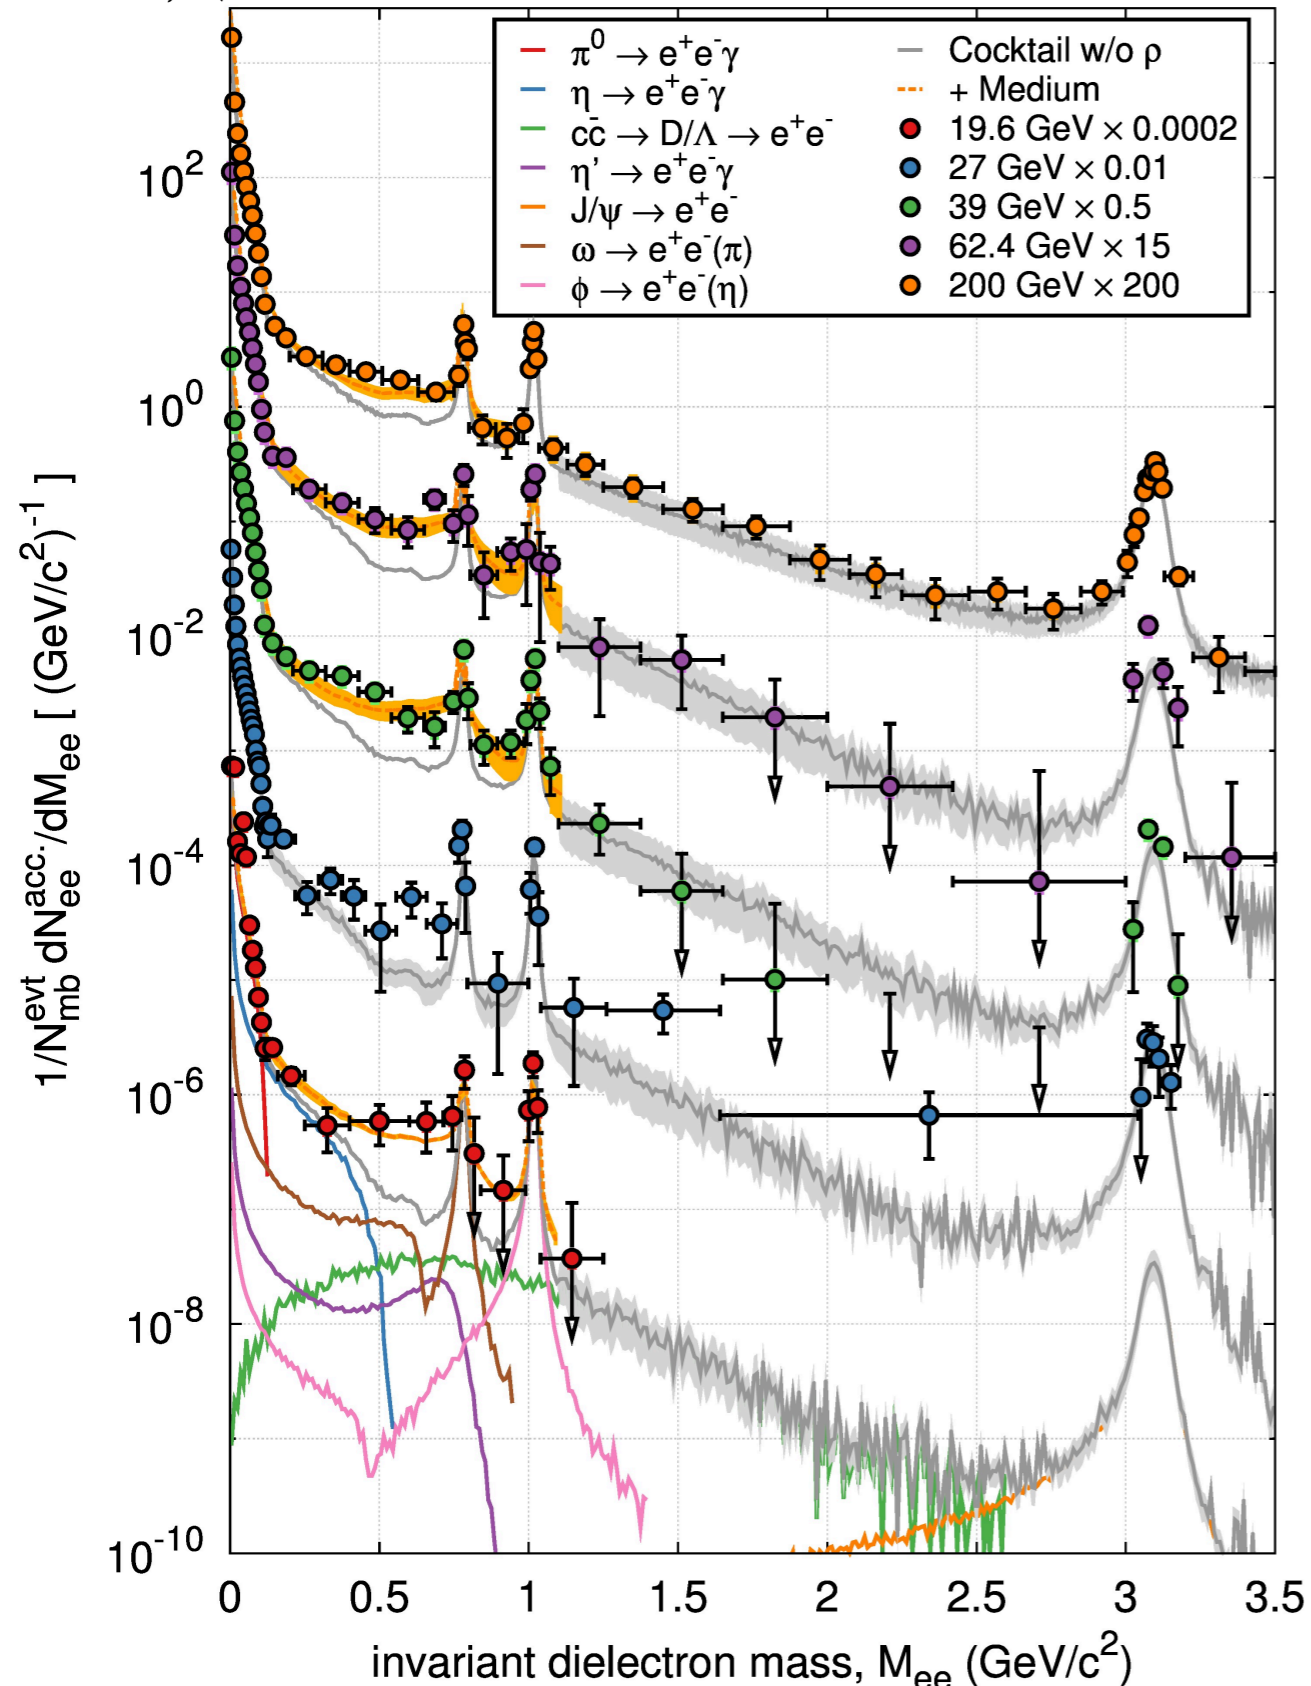 π⁰ → e⁺e⁻γ
η → e⁺e⁻γ
cc̄ → D/Λ → e⁺e⁻
η' → e⁺e⁻γ
J/ψ → e⁺e⁻
ω → e⁺e⁻(π)
ϕ → e⁺e⁻(η)
Cocktail w/o ρ
+ Medium
19.6 GeV × 0.0002
27 GeV × 0.01
39 GeV × 0.5
62.4 GeV × 15
200 GeV × 200
10²
10⁰
10⁻²
10⁻⁴
10⁻⁶
10⁻⁸
10⁻¹⁰
1/N_mb^evt dN_ee^acc./dM_ee [ (GeV/c²)⁻¹ ]
0 0.5 1 1.5 2 2.5 3 3.5
invariant dielectron mass, M_ee (GeV/c²)